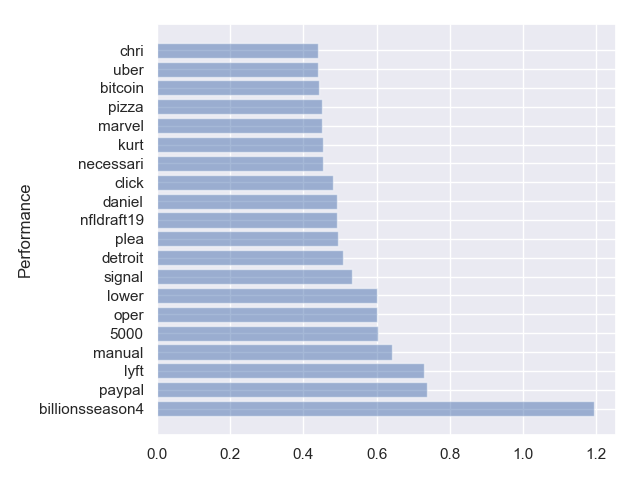 Performance
chri
uber
bitcoin
pizza
marvel
kurt
necessari
click
daniel
nfldraft19
plea
detroit
signal
lower
oper
5000
manual
lyft
paypal
billionsseason4
0.0 0.2 0.4 0.6 0.8 1.0 1.2